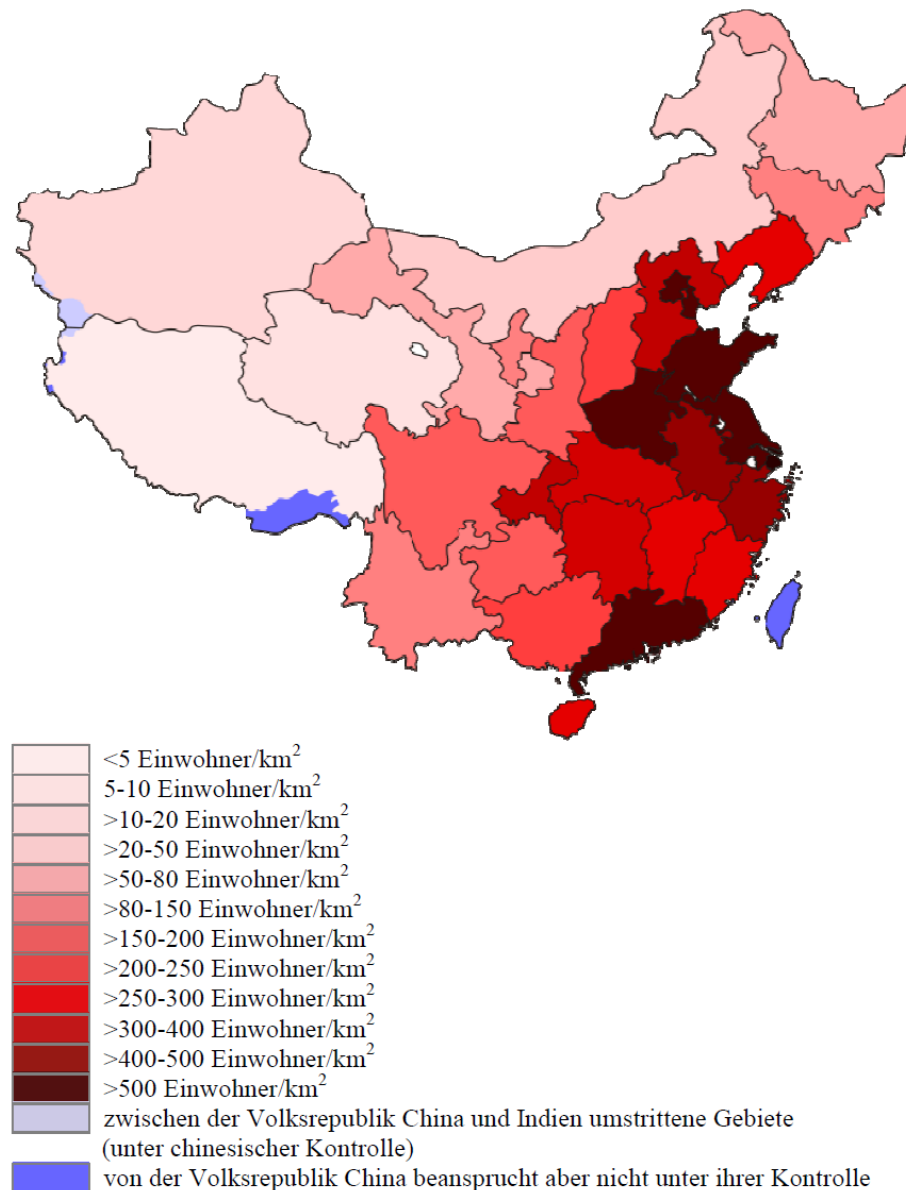 <5 Einwohner/km²
5-10 Einwohner/km²
>10-20 Einwohner/km²
>20-50 Einwohner/km²
>50-80 Einwohner/km²
>80-150 Einwohner/km²
>150-200 Einwohner/km²
>200-250 Einwohner/km²
>250-300 Einwohner/km²
>300-400 Einwohner/km²
>400-500 Einwohner/km²
>500 Einwohner/km²
zwischen der Volksrepublik China und Indien umstrittene Gebiete
(unter chinesischer Kontrolle)
von der Volksrepublik China beansprucht aber nicht unter ihrer Kontrolle